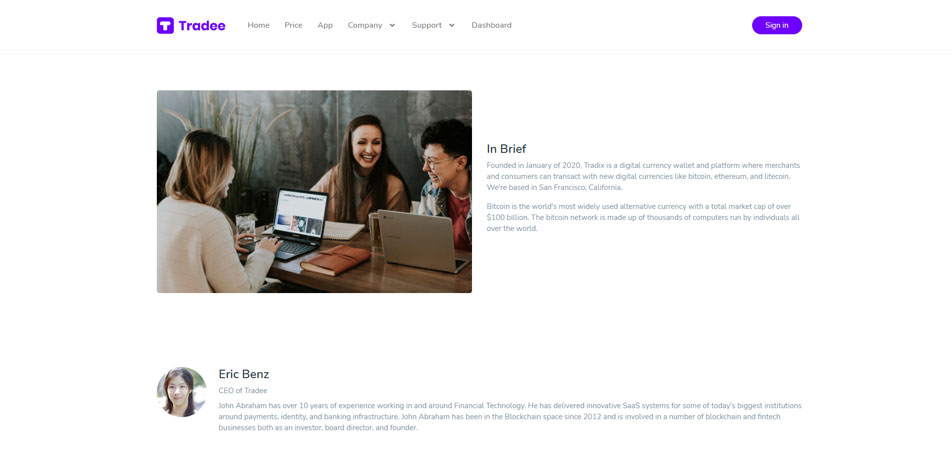 Tradee
Home
Price
App
Company
Support
Dashboard
Sign in
In Brief
Founded in January of 2020, Tradix is a digital currency wallet and platform where merchants
and consumers can transact with new digital currencies like bitcoin, ethereum, and litecoin.
We're based in San Francisco, California.
Bitcoin is the world's most widely used alternative currency with a total market cap of over
$100 billion. The bitcoin network is made up of thousands of computers run by individuals all
over the world.
Eric Benz
CEO of Tradee
John Abraham has over 10 years of experience working in and around Financial Technology. He has delivered innovative SaaS systems for some of today's biggest institutions
around payments, identity, and banking infrastructure. John Abraham has been in the Blockchain space since 2012 and is involved in a number of blockchain and fintech
businesses both as an investor, board director, and founder.